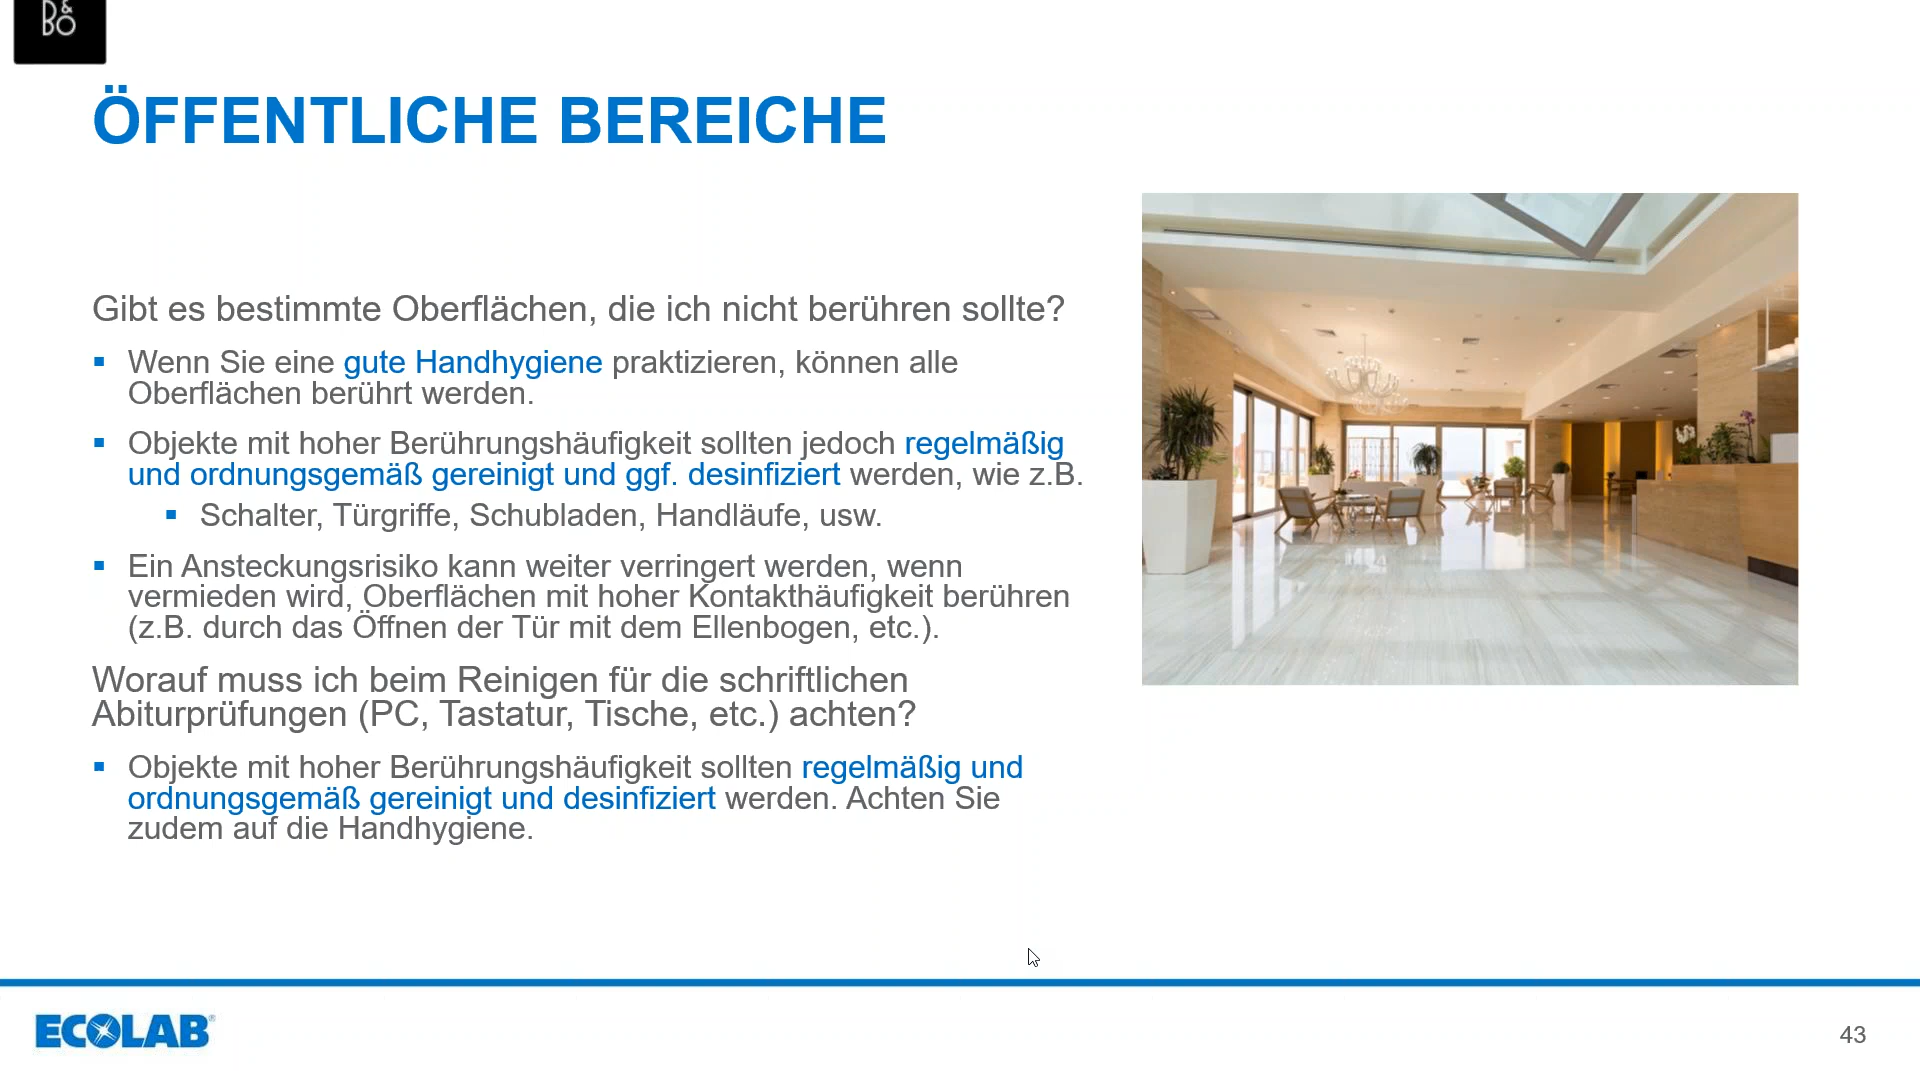 B&O
ÖFFENTLICHE BEREICHE
Gibt es bestimmte Oberflächen, die ich nicht berühren sollte?
Wenn Sie eine gute Handhygiene praktizieren, können alle
Oberflächen berührt werden.
Objekte mit hoher Berührungshäufigkeit sollten jedoch regelmäßig
und ordnungsgemäß gereinigt und ggf. desinfiziert werden, wie z.B.
Schalter, Türgriffe, Schubladen, Handläufe, usw.
Ein Ansteckungsrisiko kann weiter verringert werden, wenn
vermieden wird, Oberflächen mit hoher Kontakthäufigkeit berühren
(z.B. durch das Öffnen der Tür mit dem Ellenbogen, etc.).
Worauf muss ich beim Reinigen für die schriftlichen
Abiturprüfungen (PC, Tastatur, Tische, etc.) achten?
Objekte mit hoher Berührungshäufigkeit sollten regelmäßig und
ordnungsgemäß gereinigt und desinfiziert werden. Achten Sie
zudem auf die Handhygiene.
ECOLAB®
43